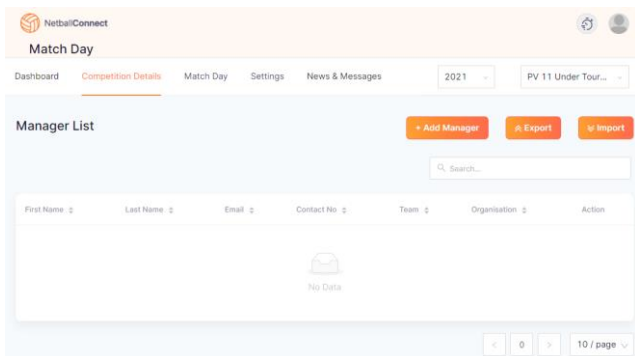 NetballConnect
Match Day
Dashboard Competition Details Match Day Settings News & Messages 2021 PV 11 Under Tour...
Manager List + Add Manager Export Import
Search...
First Name Last Name Email Contact No Team Organisation Action
No Data
< 0 > 10 / page